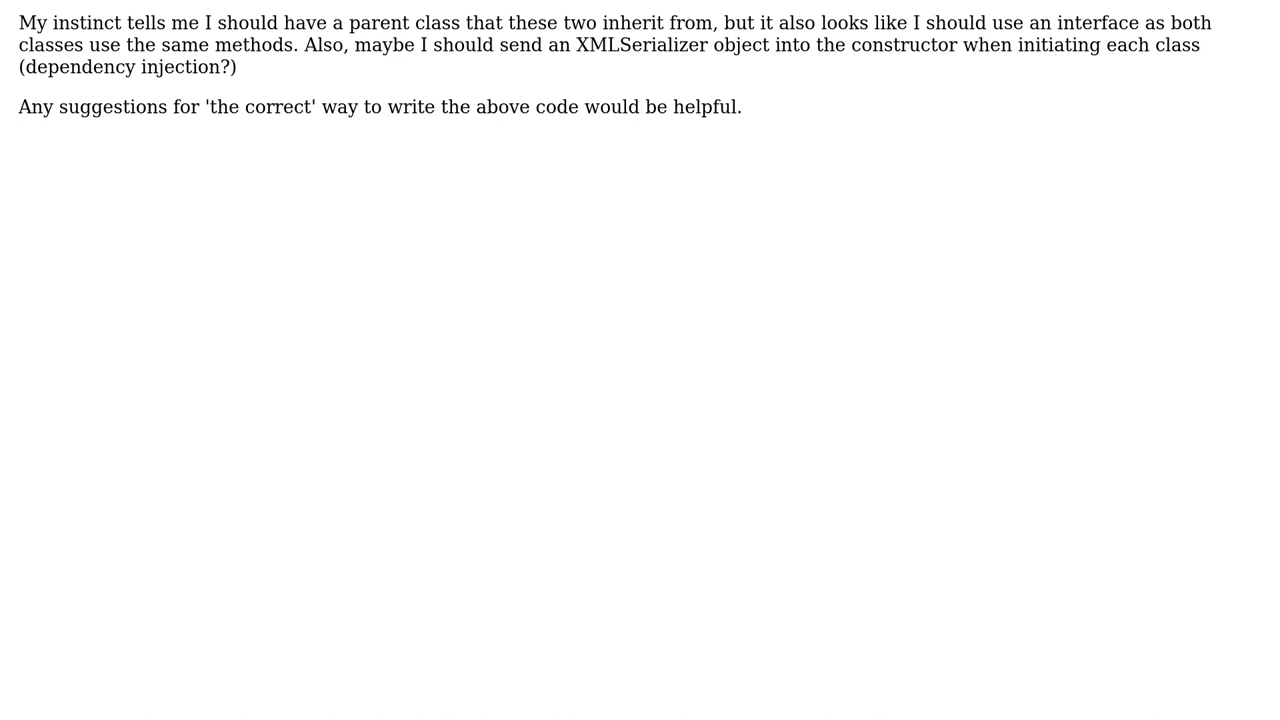 My instinct tells me I should have a parent class that these two inherit from, but it also looks like I should use an interface as both
classes use the same methods. Also, maybe I should send an XMLSerializer object into the constructor when initiating each class
(dependency injection?)
Any suggestions for 'the correct' way to write the above code would be helpful.